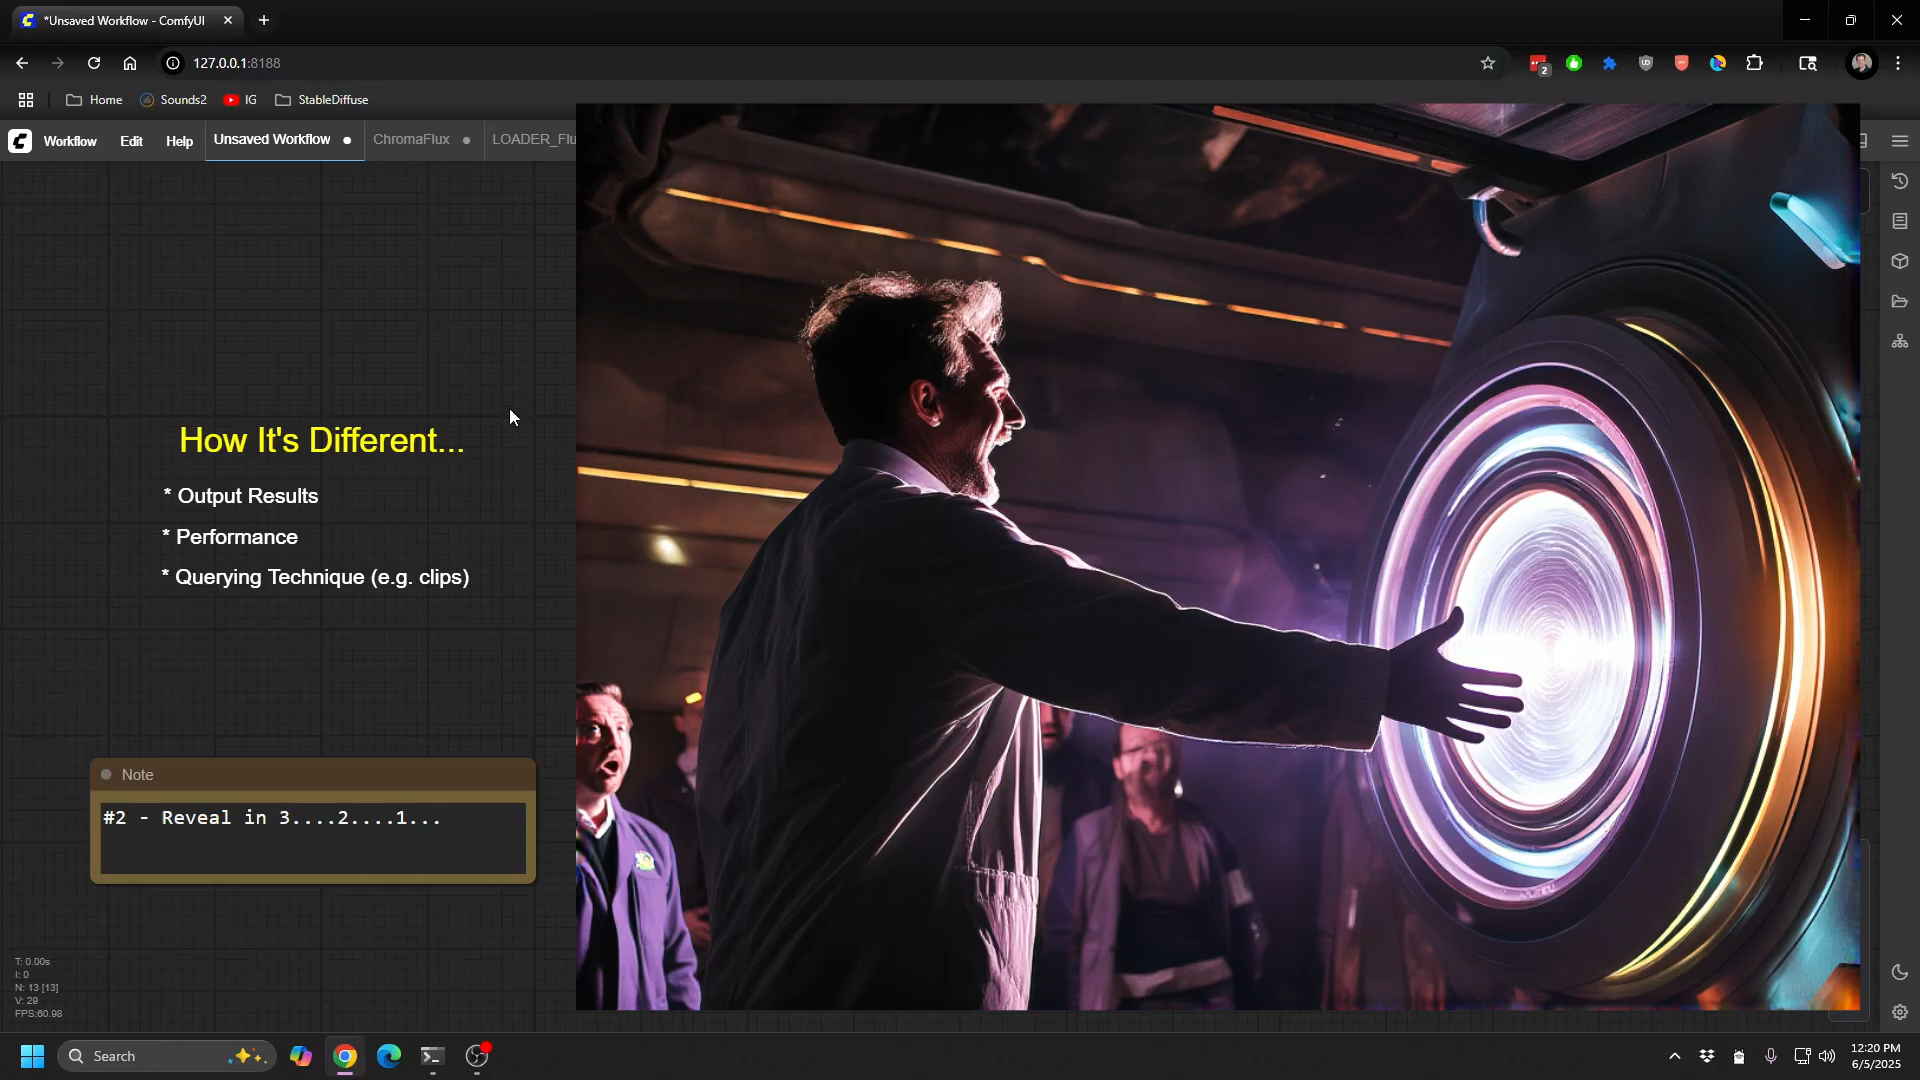 *Unsaved Workflow - ComfyUI
127.0.0.1:8188
2
Home
Sounds2
IG
StableDiffuse
Workflow
Edit
Help
Unsaved Workflow
ChromaFlux
LOADER_Flu
How It's Different...
* Output Results
* Performance
* Querying Technique (e.g. clips)
Note
#2 - Reveal in 3....2....1...
T: 0.00s
I: 0
N: 13 [13]
V: 29
FPS:60.98
Search
12:20 PM
6/5/2025